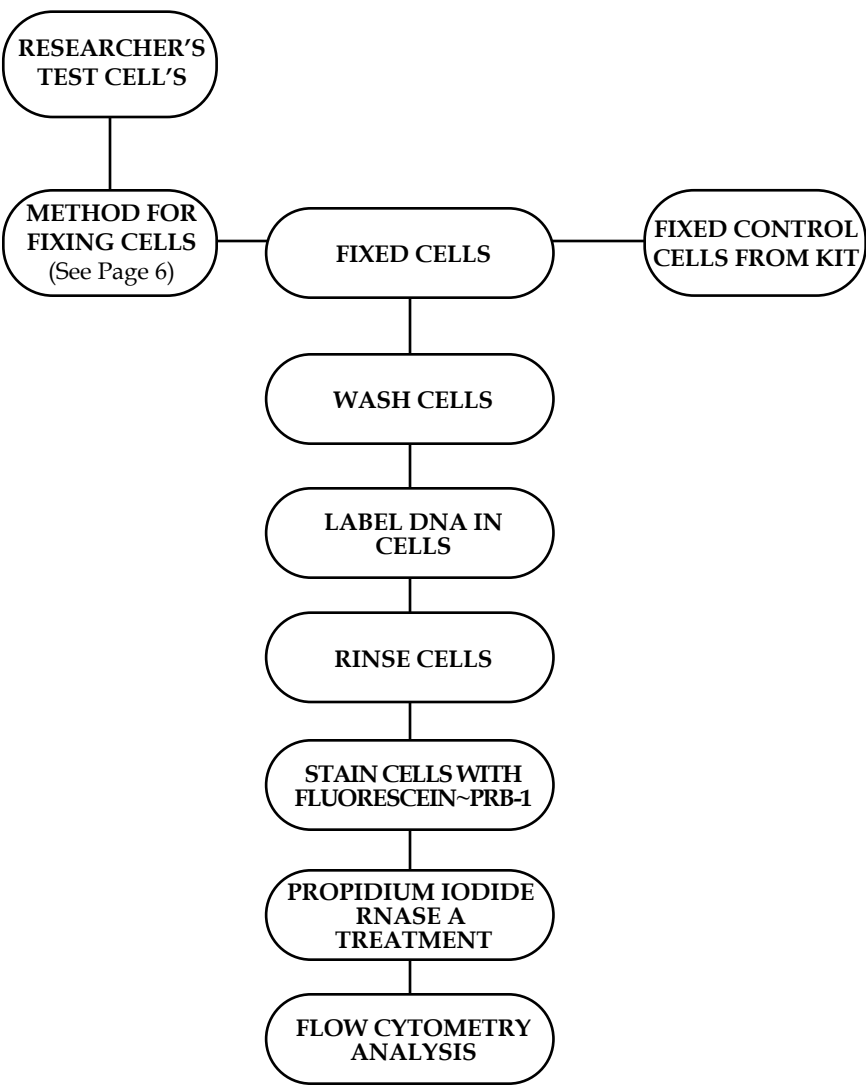 RESEARCHER’S
TEST CELL’S
METHOD FOR
FIXING CELLS
(See Page 6)
FIXED CELLS
FIXED CONTROL
CELLS FROM KIT
WASH CELLS
LABEL DNA IN
CELLS
RINSE CELLS
STAIN CELLS WITH
FLUORESCEIN~PRB-1
PROPIDIUM IODIDE
RNASE A
TREATMENT
FLOW CYTOMETRY
ANALYSIS